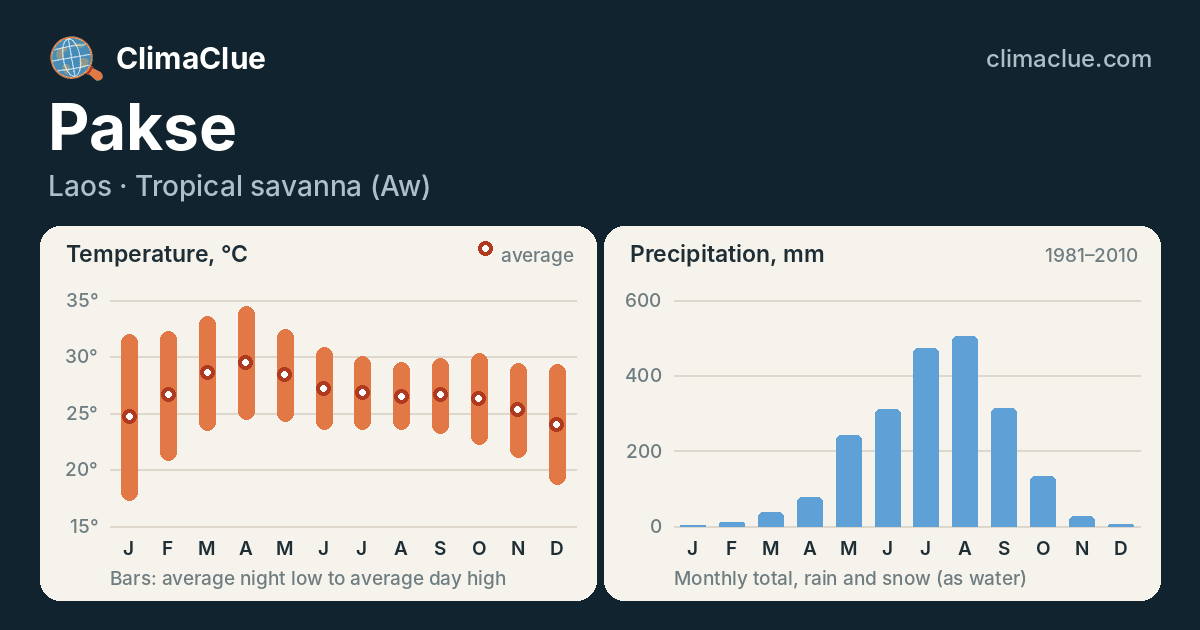 ClimaClue
climaclue.com
Pakse
Laos · Tropical savanna (Aw)
Temperature, °C
average
35°
30°
25°
20°
15°
J F M A M J J A S O N D
Bars: average night low to average day high
Precipitation, mm
1981–2010
600
400
200
0
J F M A M J J A S O N D
Monthly total, rain and snow (as water)